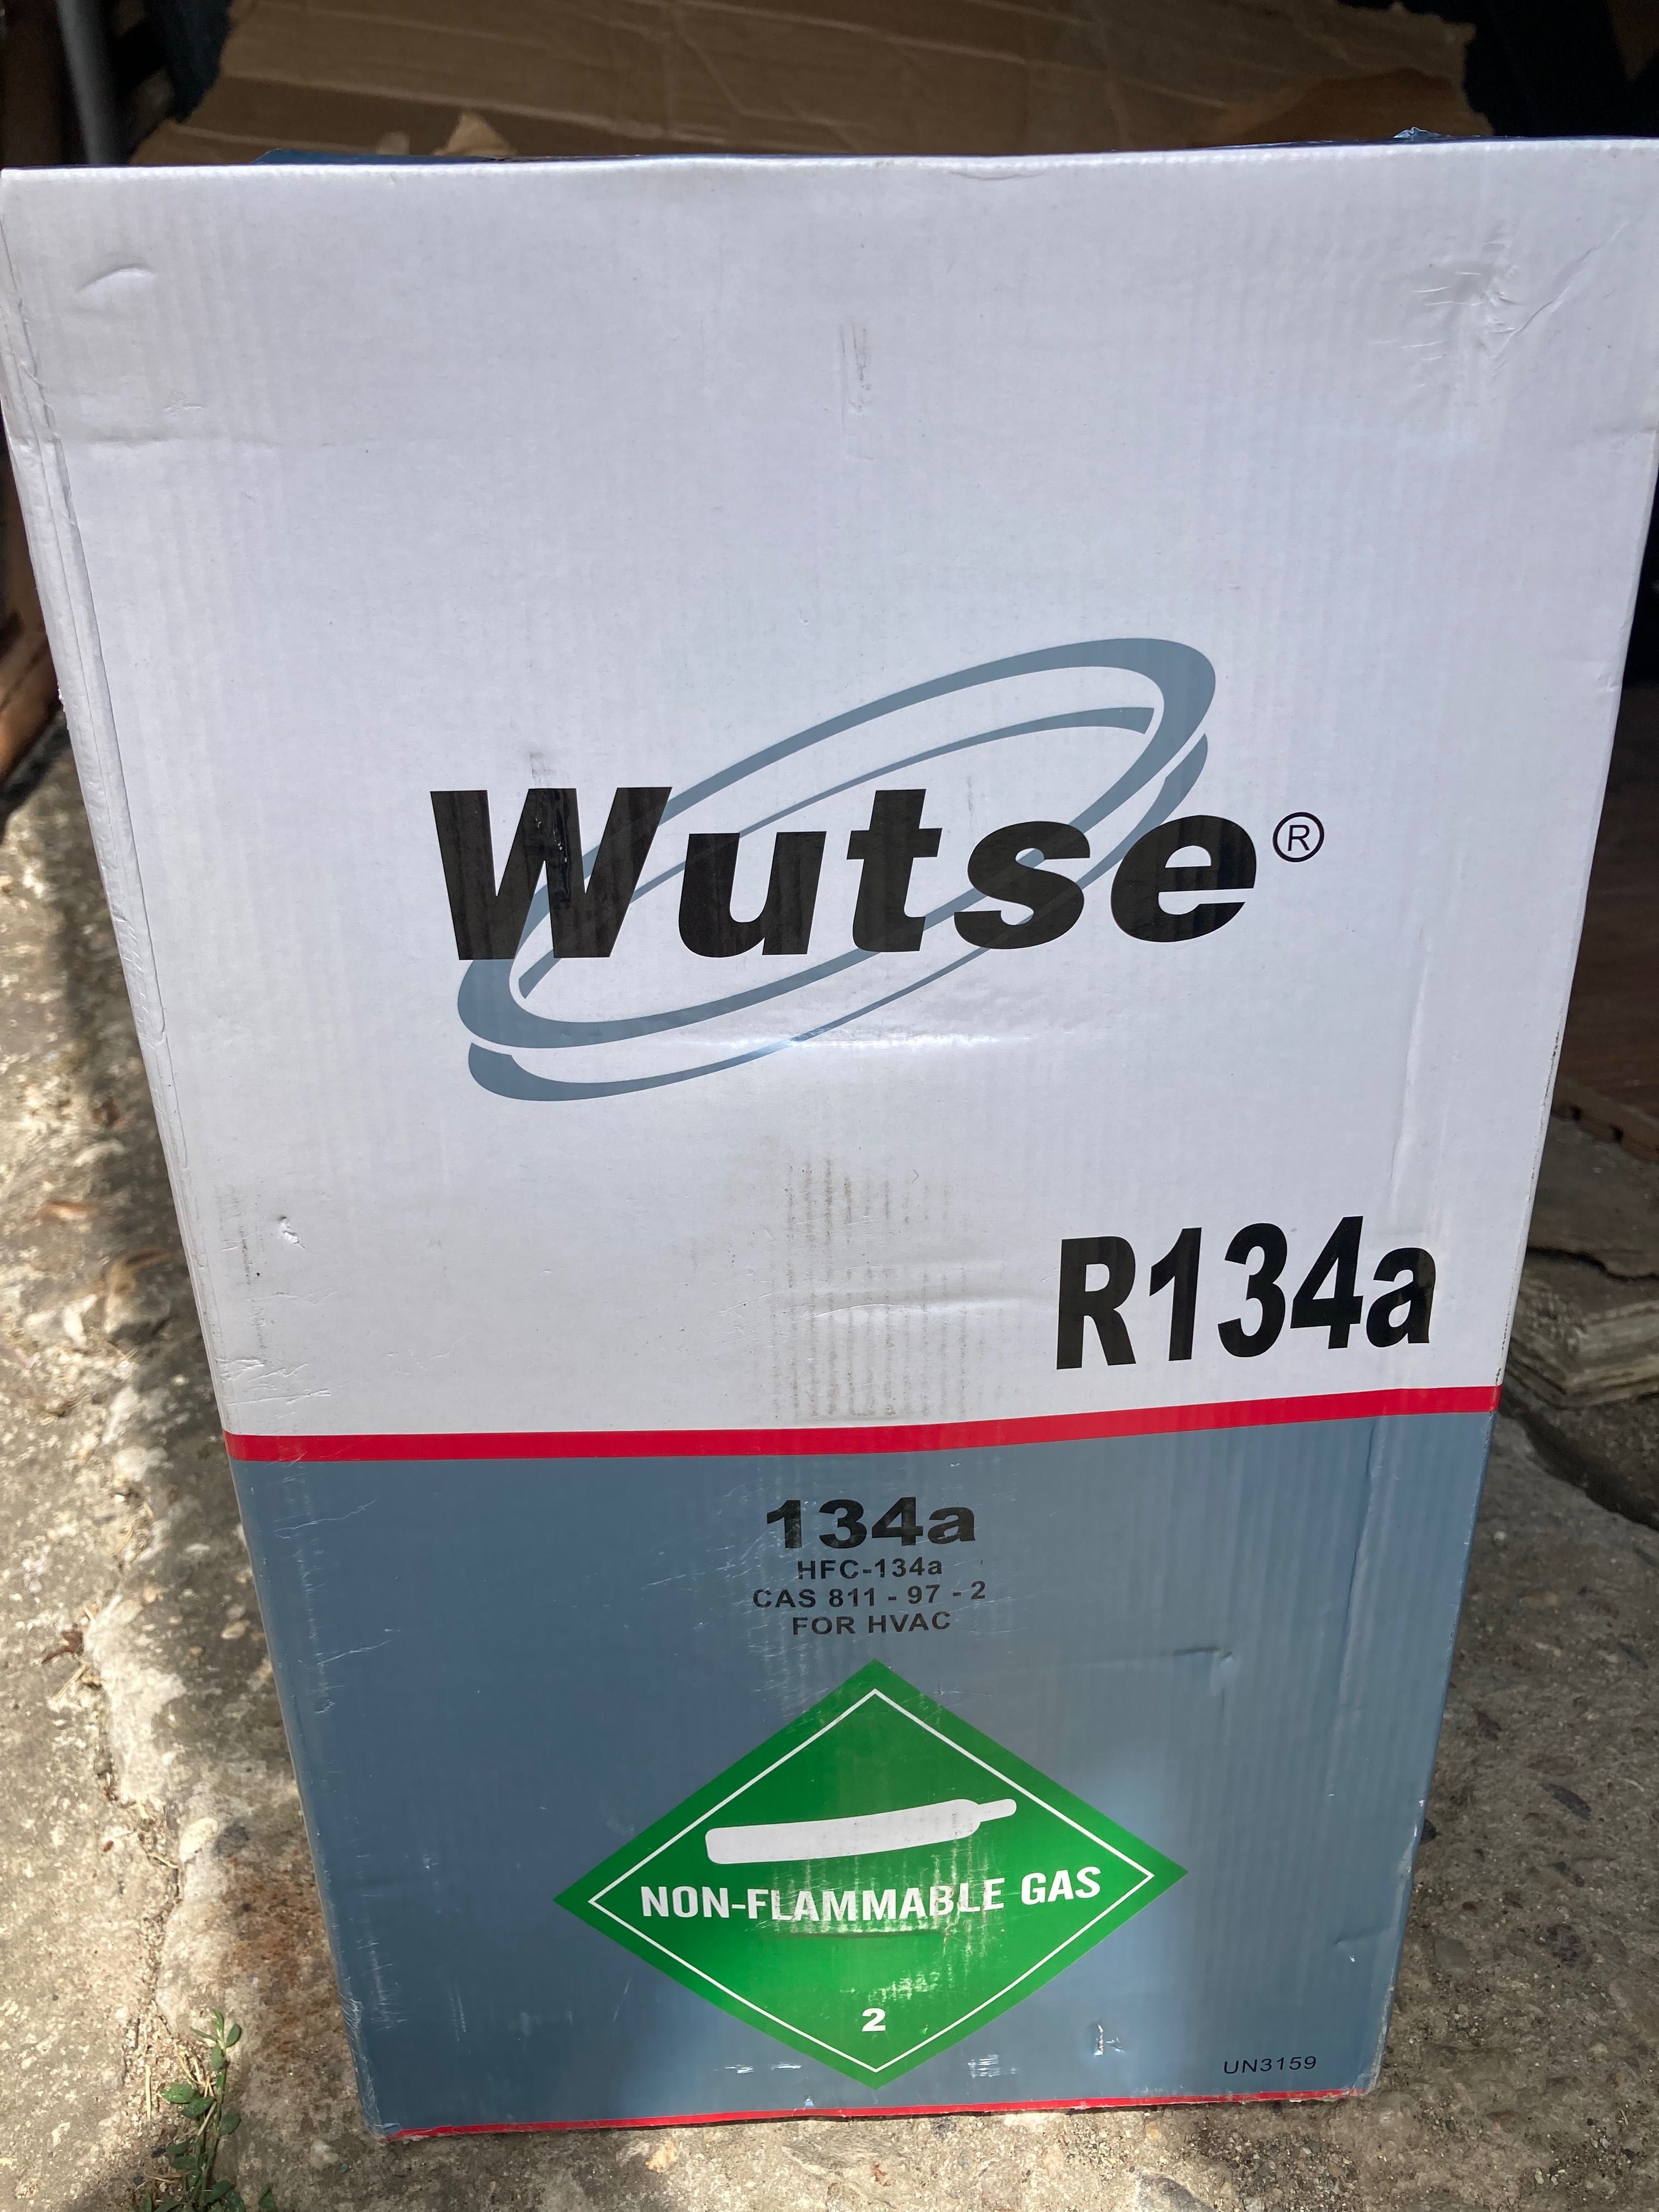 Wutse®
R134a
134a
HFC-134a
CAS 811 - 97 - 2
FOR HVAC
NON-FLAMMABLE GAS
2
UN3159